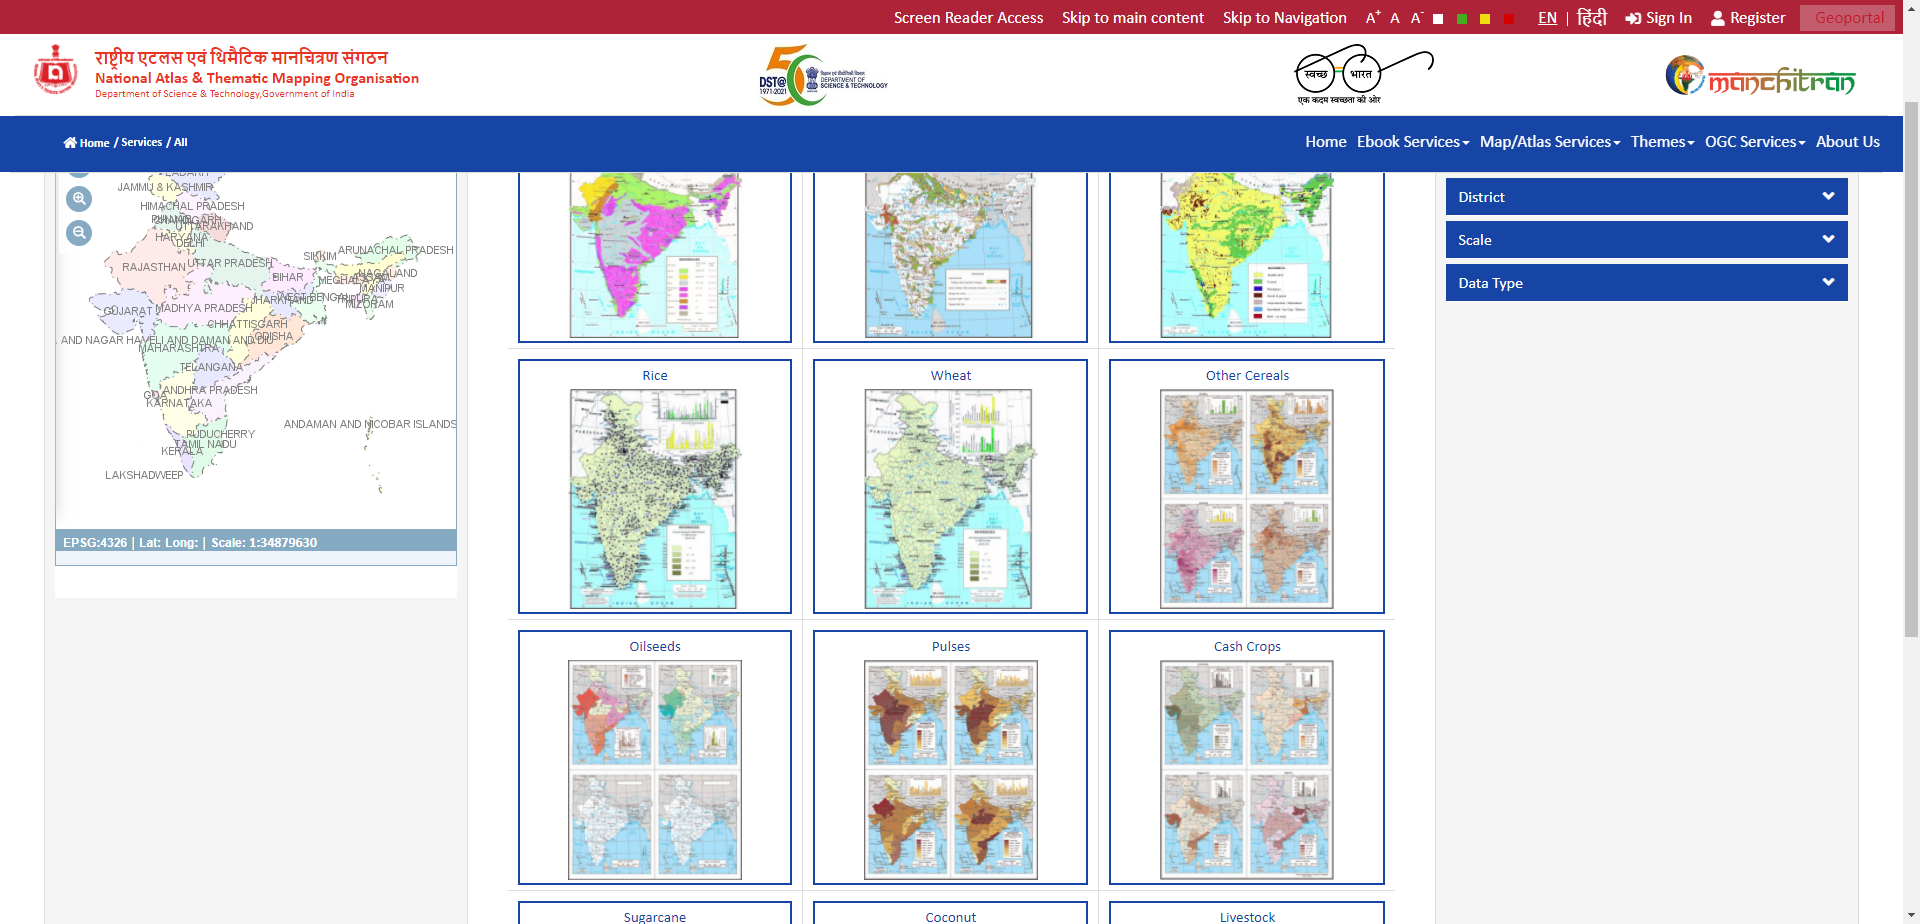 Screen Reader Access Skip to main content Skip to Navigation A+ A A- EN | हिंदी Sign In Register Geoportal
राष्ट्रीय एटलस एवं थिमैटिक मानचित्रण संगठन
National Atlas & Thematic Mapping Organisation
Department of Science & Technology,Government of India
DST@
1971-2021
DEPARTMENT OF
SCIENCE & TECHNOLOGY
स्वच्छ भारत
एक कदम स्वच्छता की ओर
manchitran
Home / Services / All
Home Ebook Services Map/Atlas Services Themes OGC Services About Us
JAMMU & KASHMIR
HIMACHAL PRADESH
UTTARAKHAND
HARYANA
DELHI
ARUNACHAL PRADESH
SIKKIM
RAJASTHAN
UTTAR PRADESH
NAGALAND
BIHAR
MEGHALAYA
MANIPUR
JHARKHAND
WEST BENGAL
TRIPURA
MIZORAM
GUJARAT
MADHYA PRADESH
CHHATTISGARH
ODISHA
AND NAGAR HAVELI AND DAMAN AND DIU
MAHARASHTRA
TELANGANA
ANDHRA PRADESH
GOA
KARNATAKA
ANDAMAN AND NICOBAR ISLANDS
PUDUCHERRY
TAMIL NADU
KERALA
LAKSHADWEEP
EPSG:4326 | Lat: Long: | Scale: 1:34879630
District
Scale
Data Type
Rice
Wheat
Other Cereals
Oilseeds
Pulses
Cash Crops
Sugarcane
Coconut
Livestock